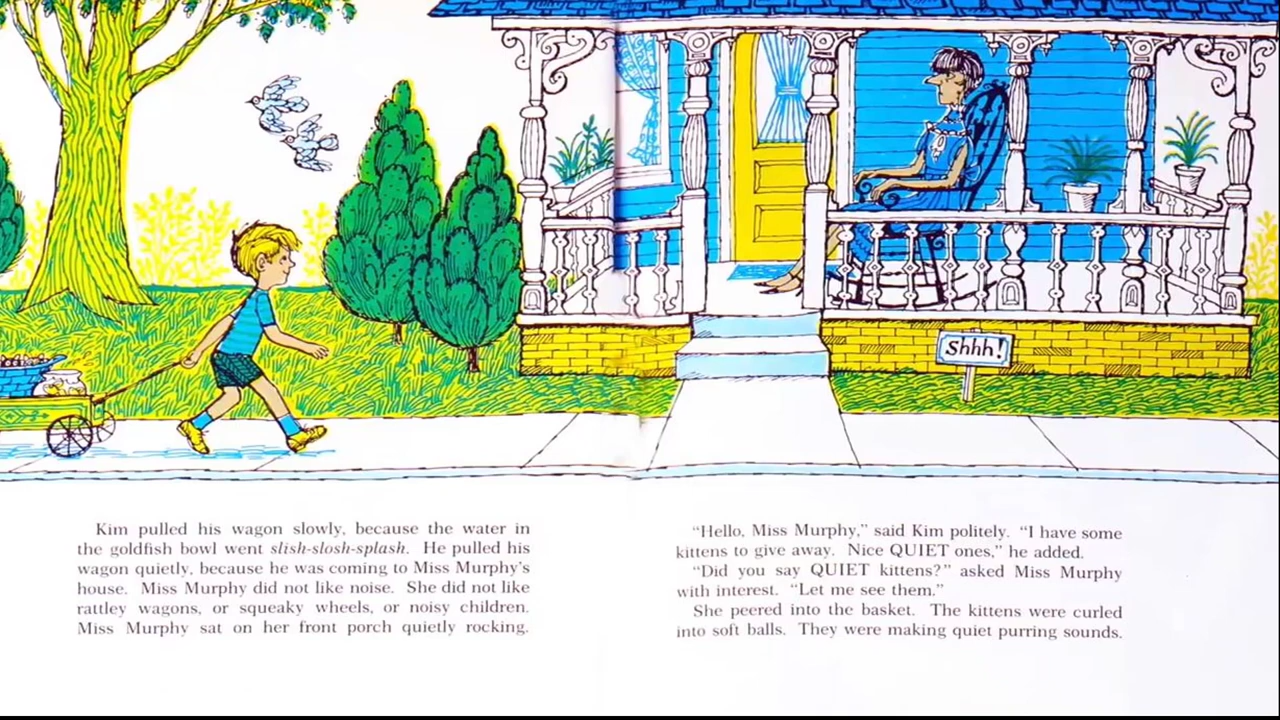 Shhh!
Kim pulled his wagon slowly, because the water in
the goldfish bowl went slish-slosh-splash. He pulled his
wagon quietly, because he was coming to Miss Murphy's
house. Miss Murphy did not like noise. She did not like
rattley wagons, or squeaky wheels, or noisy children.
Miss Murphy sat on her front porch quietly rocking.
“Hello, Miss Murphy,” said Kim politely. “I have some
kittens to give away. Nice QUIET ones,” he added.
“Did you say QUIET kittens?” asked Miss Murphy
with interest. “Let me see them.”
She peered into the basket. The kittens were curled
into soft balls. They were making quiet purring sounds.